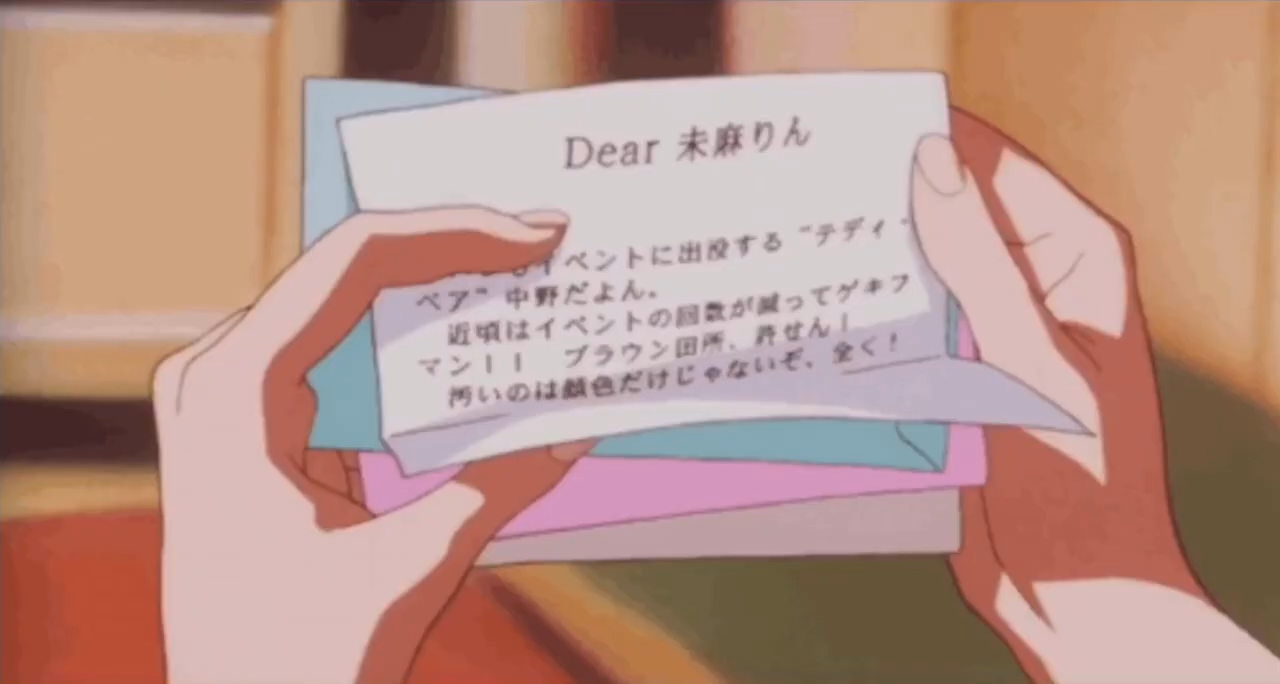 Dear 未麻りん
イベントに出没する “テディ
ベア” 中野だよん。
近頃はイベントの回数が減ってゲキフ
マン!! ブラウン田所、許せん!
汚いのは顔色だけじゃないぞ、全く!